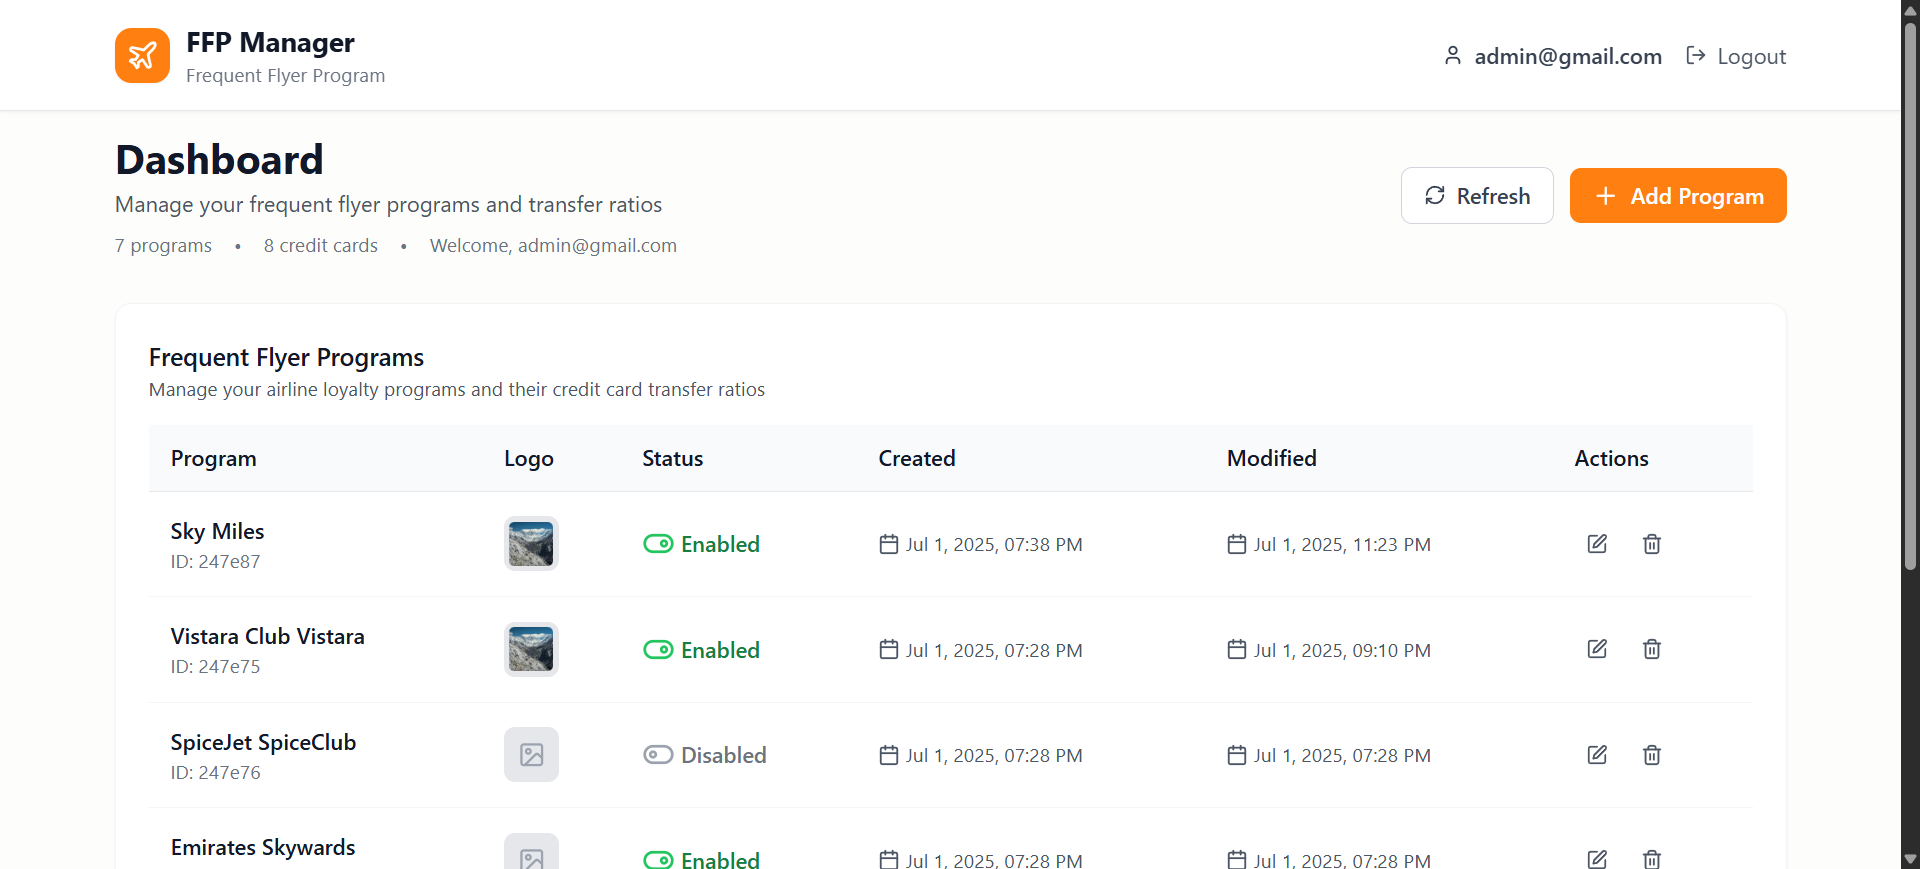 FFP Manager
Frequent Flyer Program
admin@gmail.com Logout
Dashboard
Manage your frequent flyer programs and transfer ratios
7 programs • 8 credit cards • Welcome, admin@gmail.com
Refresh
Add Program
Frequent Flyer Programs
Manage your airline loyalty programs and their credit card transfer ratios
Program Logo Status Created Modified Actions
Sky Miles
ID: 247e87
Enabled Jul 1, 2025, 07:38 PM Jul 1, 2025, 11:23 PM
Vistara Club Vistara
ID: 247e75
Enabled Jul 1, 2025, 07:28 PM Jul 1, 2025, 09:10 PM
SpiceJet SpiceClub
ID: 247e76
Disabled Jul 1, 2025, 07:28 PM Jul 1, 2025, 07:28 PM
Emirates Skywards
Enabled Jul 1, 2025, 07:28 PM Jul 1, 2025, 07:28 PM